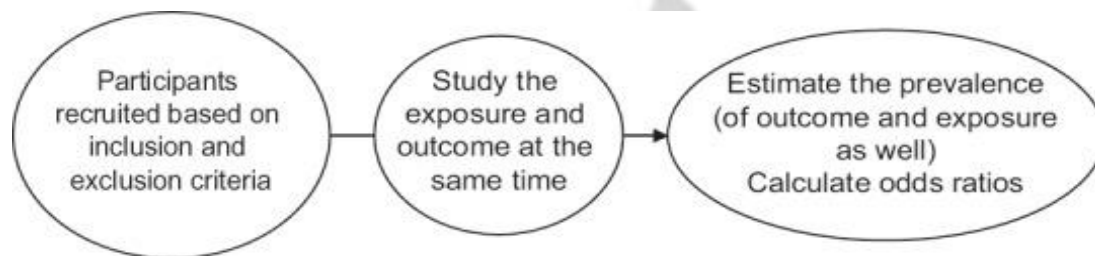 Participants
recruited based on
inclusion and
exclusion criteria
Study the
exposure and
outcome at the
same time
Estimate the prevalence
(of outcome and exposure
as well)
Calculate odds ratios